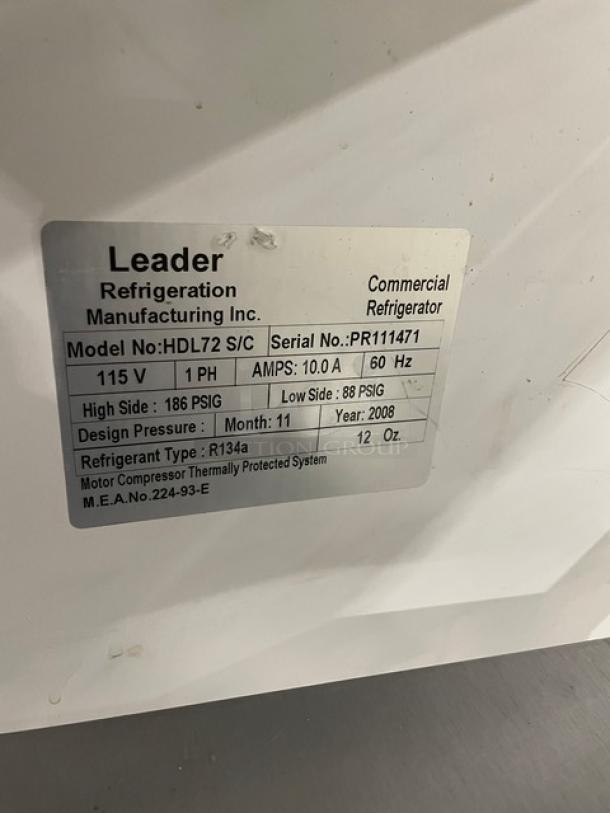 Leader
Refrigeration
Manufacturing Inc.
Commercial
Refrigerator
Model No:HDL72 S/C Serial No.:PR111471
115 V 1 PH AMPS: 10.0 A 60 Hz
High Side : 186 PSIG Low Side : 88 PSIG
Design Pressure : Month: 11 Year: 2008
Refrigerant Type : R134a 12 Oz.
Motor Compressor Thermally Protected System
M.E.A.No.224-93-E
GROUP